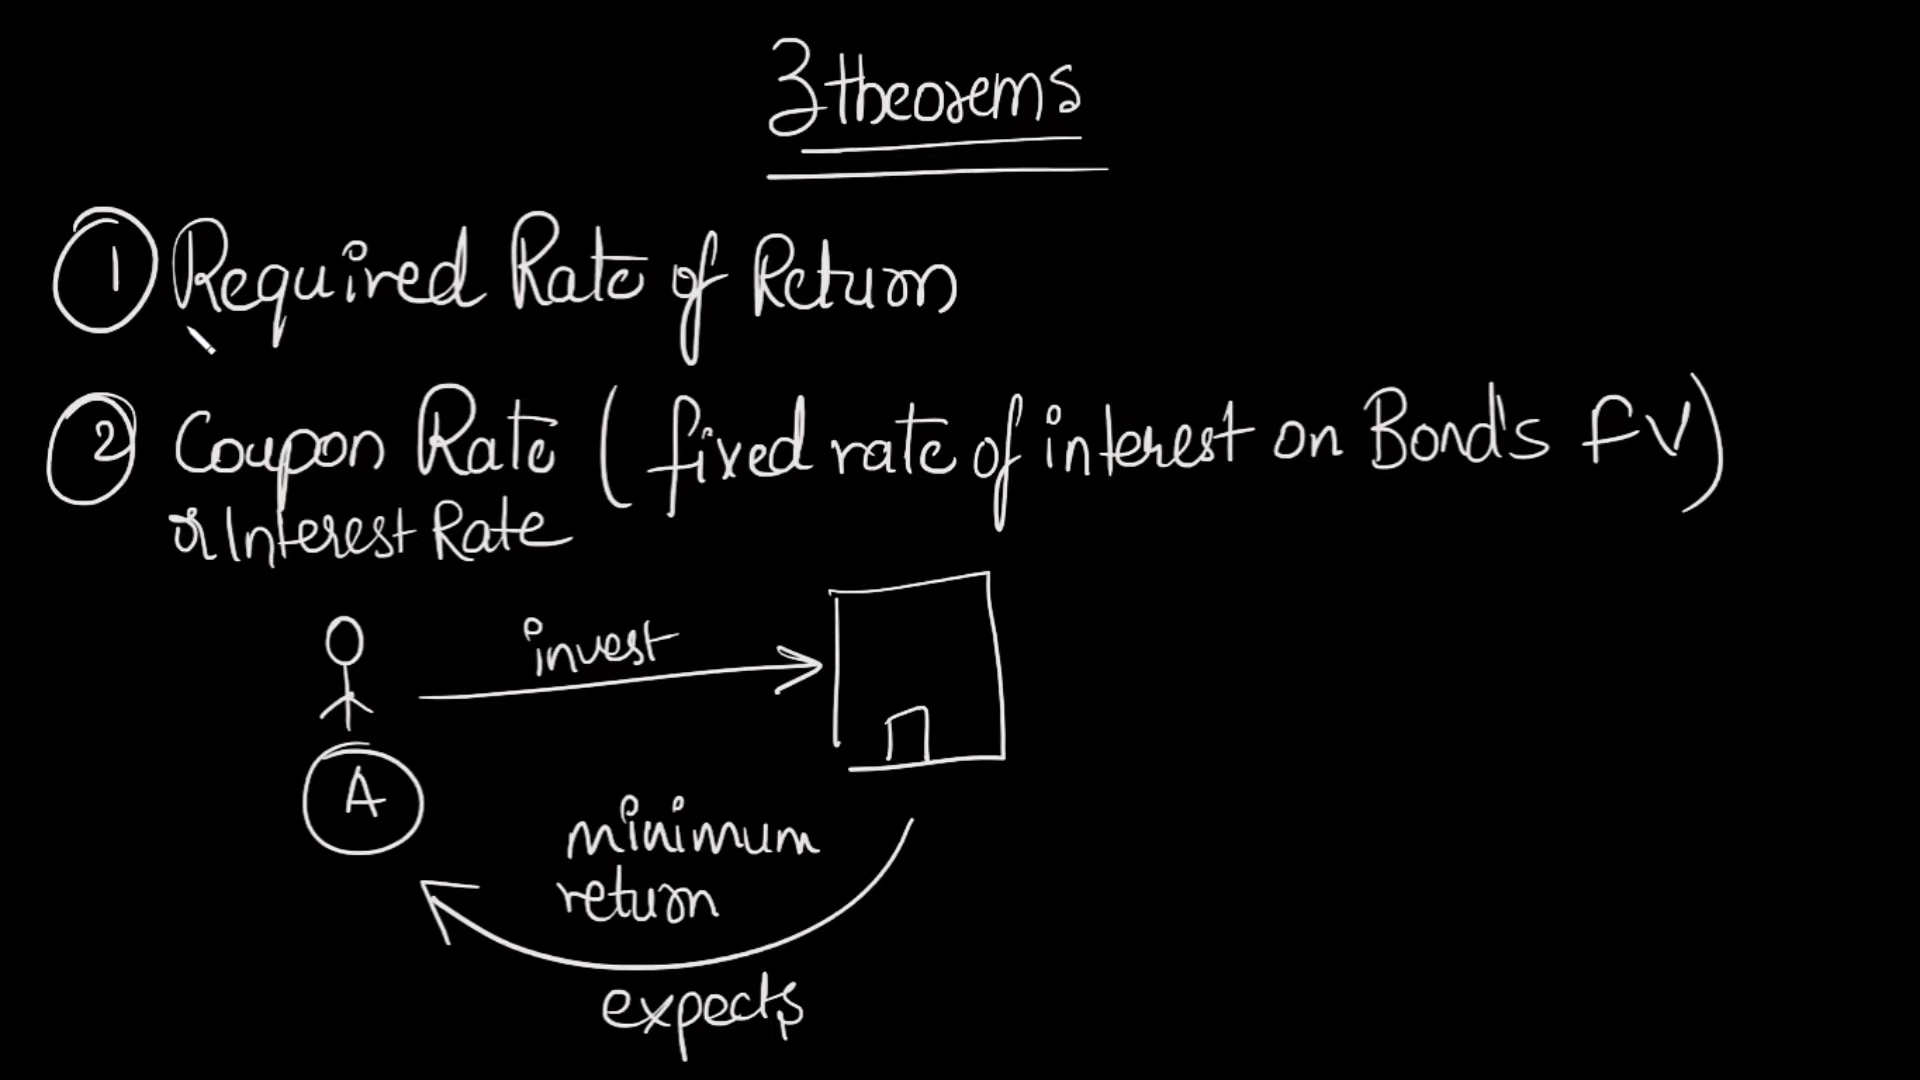 3 theorems
1 Required Rate of Return
2 Coupon Rate ( fixed rate of interest on Bond's FV)
or Interest Rate
invest
A
minimum
return
expects